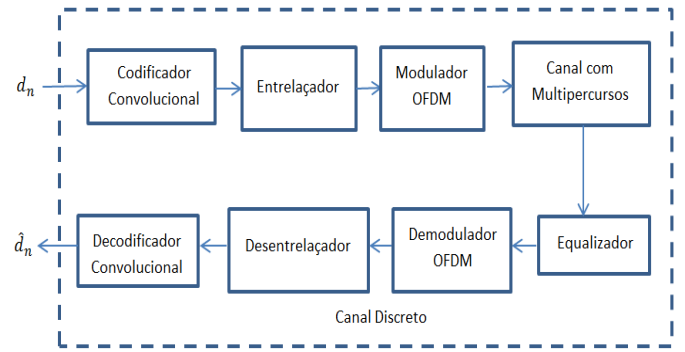 d_n
Codificador
Convolucional
Entrelaçador
Modulador
OFDM
Canal com
Multipercursos
d̂_n
Decodificador
Convolucional
Desentrelaçador
Demodulador
OFDM
Equalizador
Canal Discreto